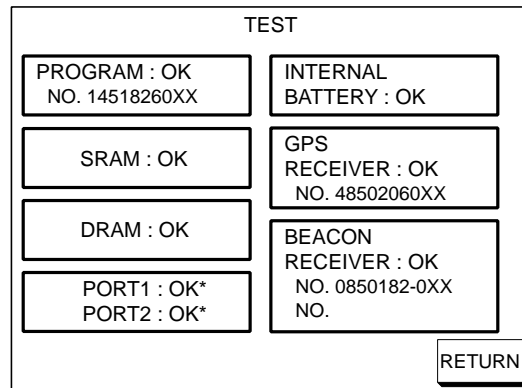 TEST
PROGRAM : OK
NO. 14518260XX
SRAM : OK
DRAM : OK
PORT1 : OK*
PORT2 : OK*
INTERNAL
BATTERY : OK
GPS
RECEIVER : OK
NO. 48502060XX
BEACON
RECEIVER : OK
NO. 0850182-0XX
NO.
RETURN